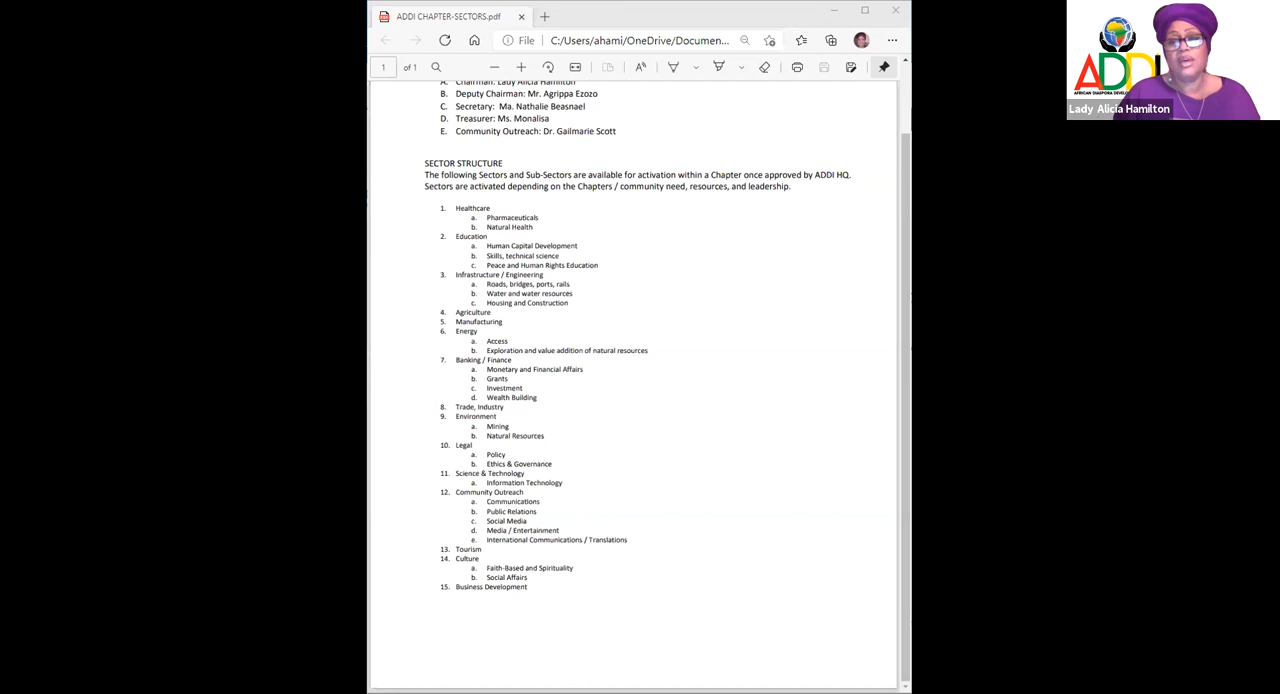 ADDI CHAPTER-SECTORS.pdf
File
C:/Users/ahami/OneDrive/Documen...
1
of 1
A. Chairman: Lady Alicia Hamilton
B. Deputy Chairman: Mr. Agrippa Ezozo
C. Secretary: Ma. Nathalie Beasnael
D. Treasurer: Ms. Monalisa
E. Community Outreach: Dr. Gailmarie Scott
SECTOR STRUCTURE
The following Sectors and Sub-Sectors are available for activation within a Chapter once approved by ADDI HQ.
Sectors are activated depending on the Chapters / community need, resources, and leadership.
1. Healthcare
a. Pharmaceuticals
b. Natural Health
2. Education
a. Human Capital Development
b. Skills, technical science
c. Peace and Human Rights Education
3. Infrastructure / Engineering
a. Roads, bridges, ports, rails
b. Water and water resources
c. Housing and Construction
4. Agriculture
5. Manufacturing
6. Energy
a. Access
b. Exploration and value addition of natural resources
7. Banking / Finance
a. Monetary and Financial Affairs
b. Grants
c. Investment
d. Wealth Building
8. Trade, Industry
9. Environment
a. Mining
b. Natural Resources
10. Legal
a. Policy
b. Ethics & Governance
11. Science & Technology
a. Information Technology
12. Community Outreach
a. Communications
b. Public Relations
c. Social Media
d. Media / Entertainment
e. International Communications / Translations
13. Tourism
14. Culture
a. Faith-Based and Spirituality
b. Social Affairs
15. Business Development
ADDI
AFRICAN DIASPORA
Lady Alicia Hamilton